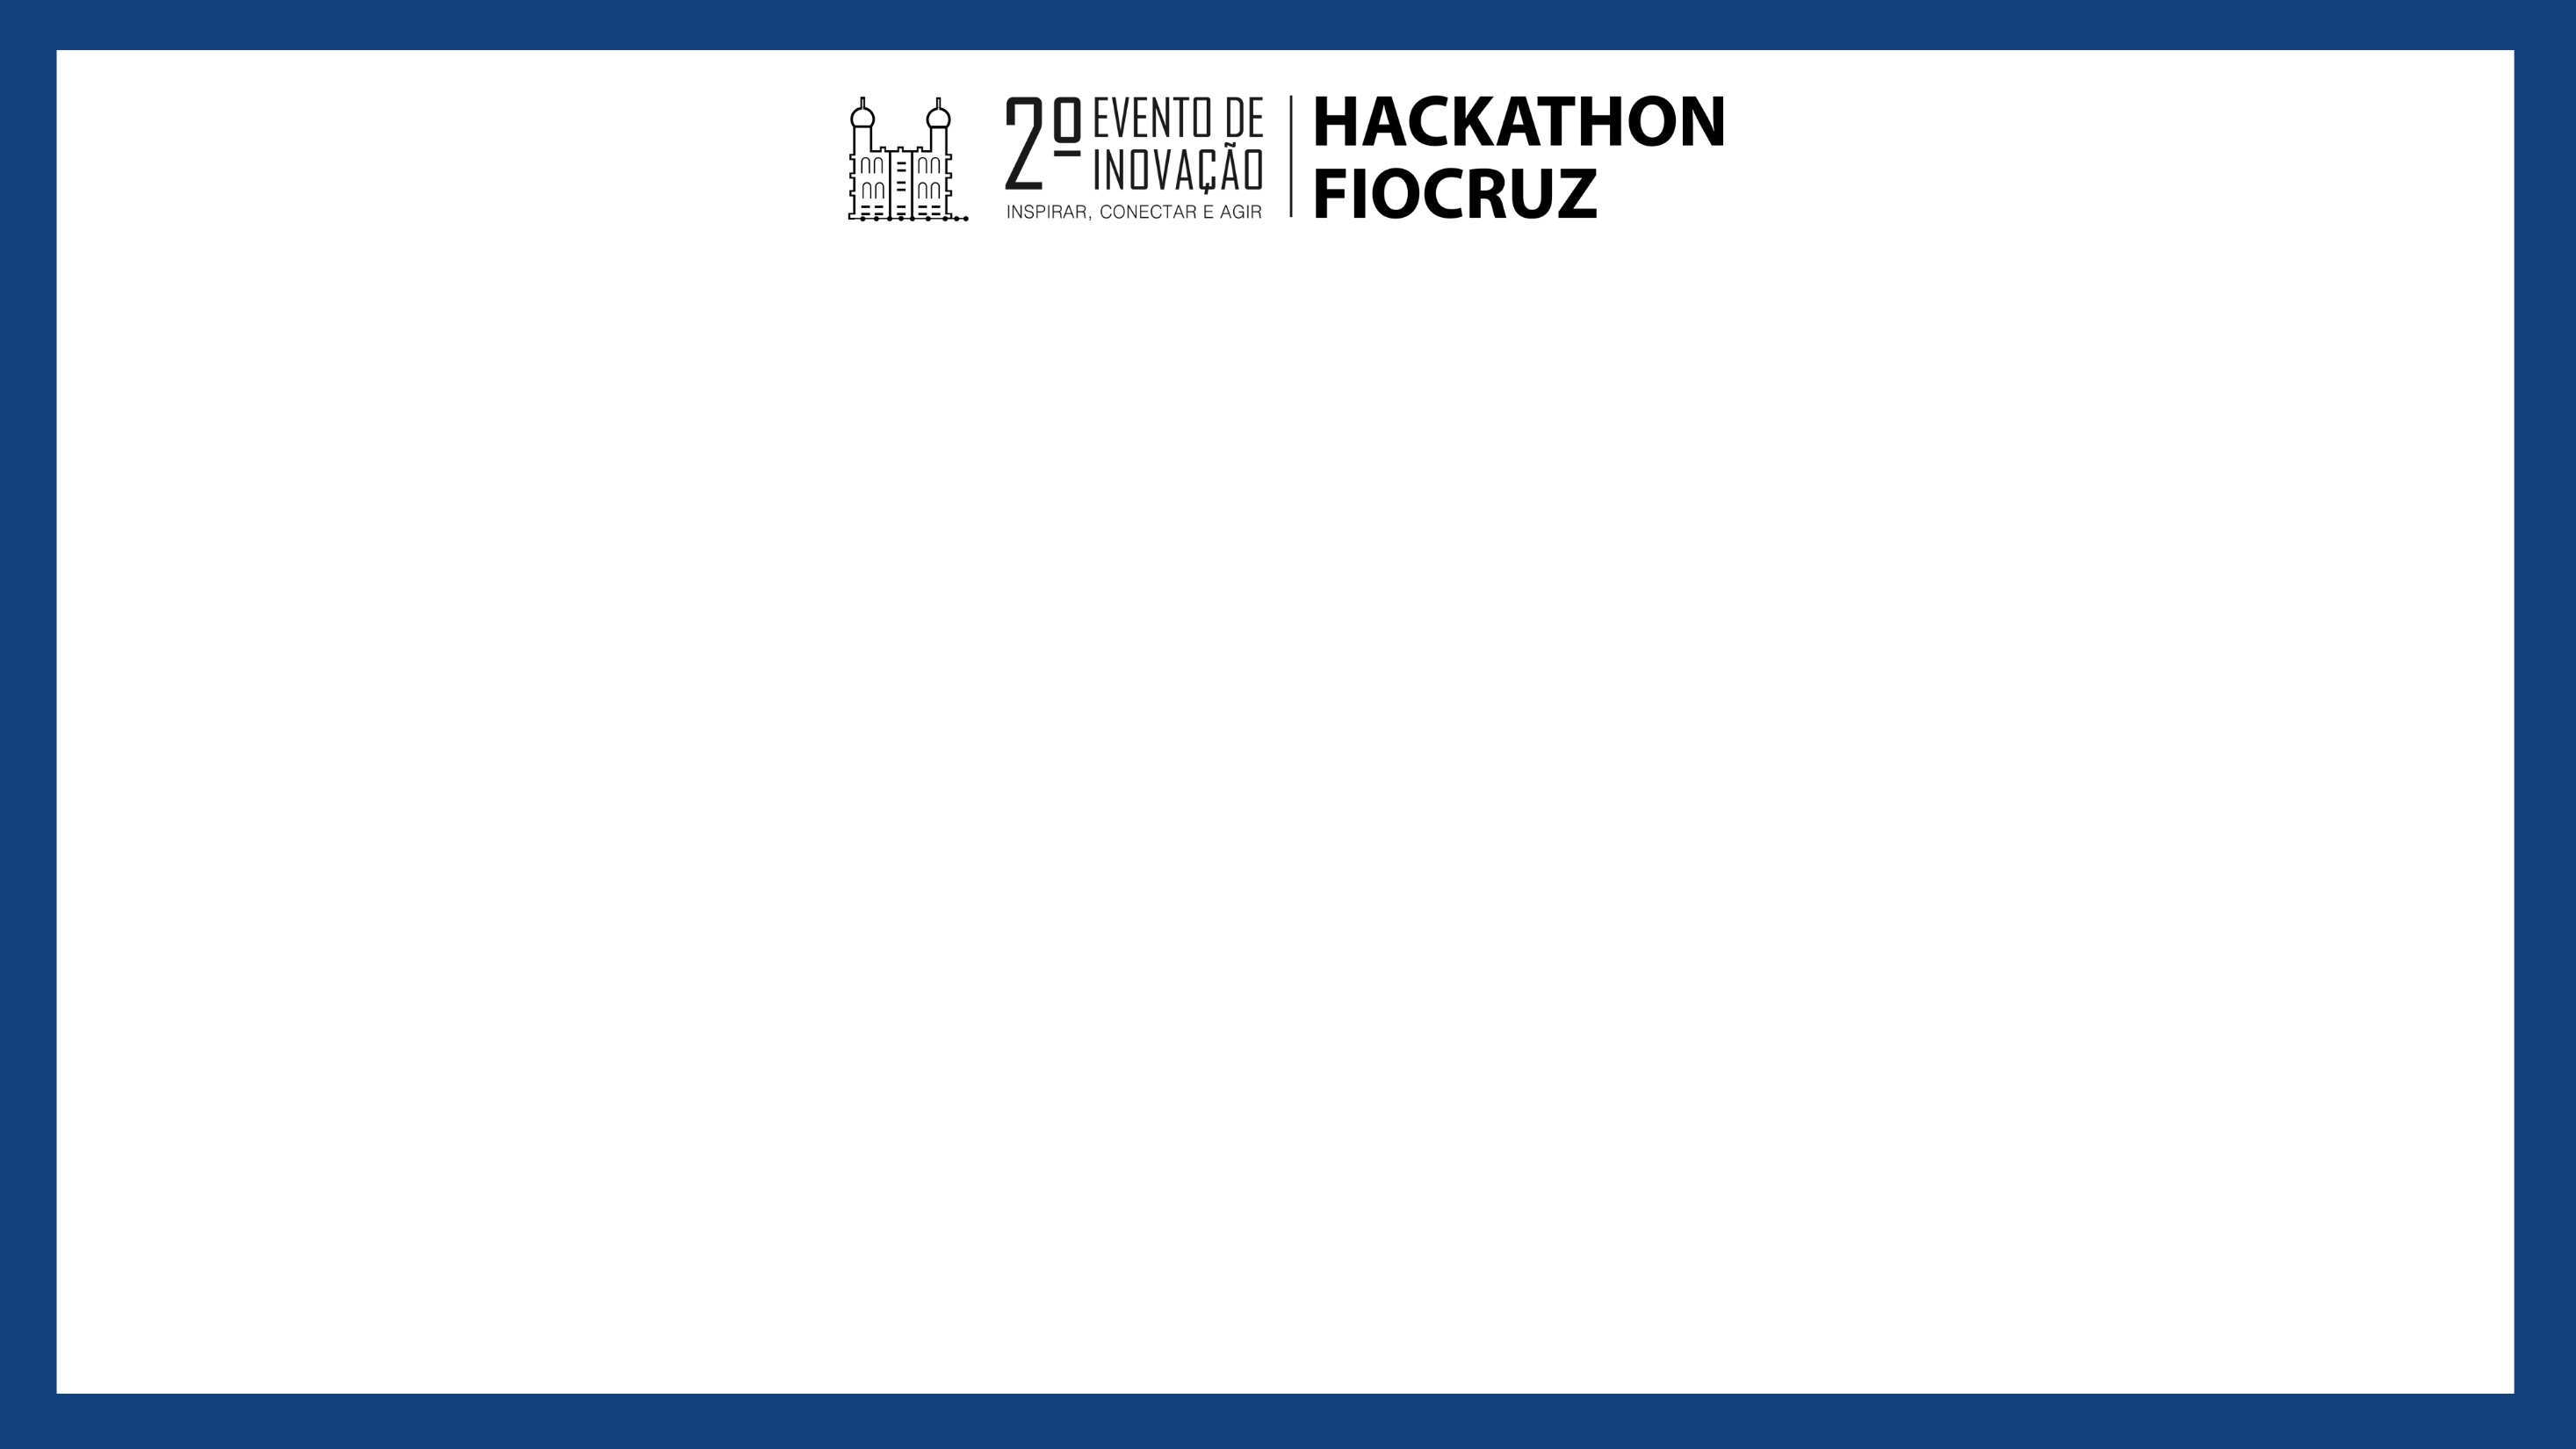 2º EVENTO DE
INOVAÇÃO
INSPIRAR, CONECTAR E AGIR
HACKATHON
FIOCRUZ